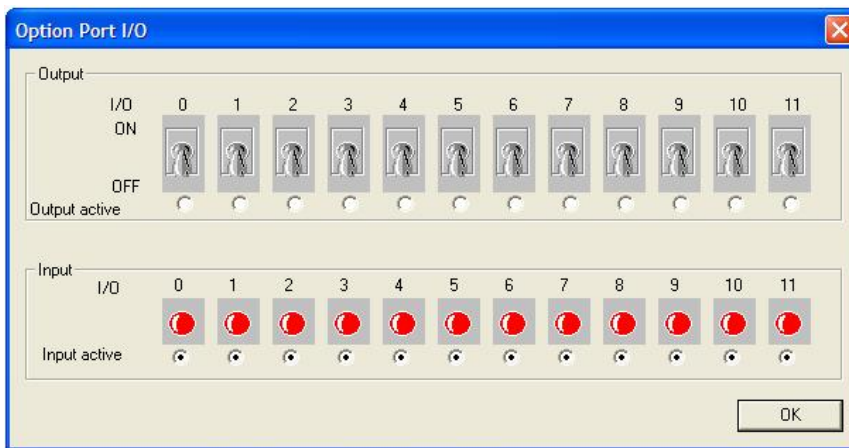 Option Port I/O
Output
I/O 0 1 2 3 4 5 6 7 8 9 10 11
ON
OFF
Output active
Input
I/O 0 1 2 3 4 5 6 7 8 9 10 11
Input active
OK